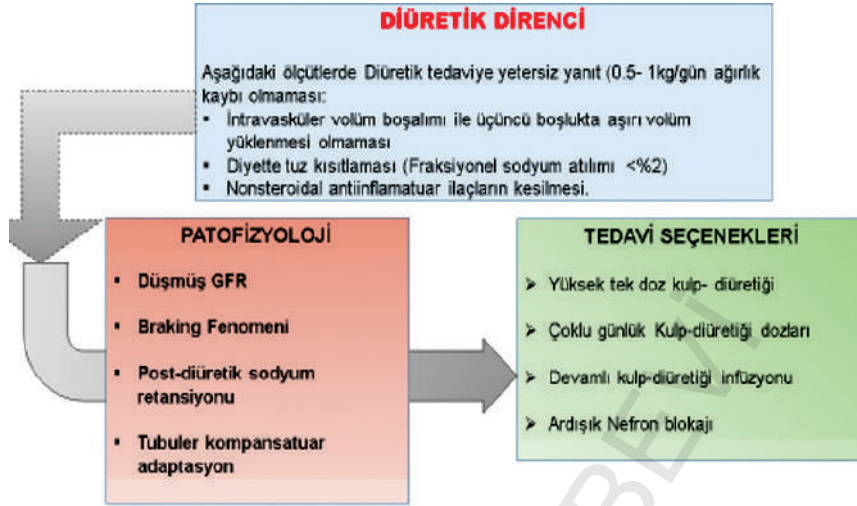 DİÜRETİK DİRENCİ
Aşağıdaki ölçütlerde Diüretik tedaviye yetersiz yanıt (0.5- 1kg/gün ağırlık
kaybı olmaması:
▪ İntravasküler volüm boşalımı ile üçüncü boşlukta aşırı volüm
yüklenmesi olmaması
▪ Diyette tuz kısıtlaması (Fraksiyonel sodyum atılımı <%2)
▪ Nonsteroidal antiinflamatuar ilaçların kesilmesi.
PATOFİZYOLOJİ
▪ Düşmüş GFR
▪ Braking Fenomeni
▪ Post-diüretik sodyum
retansiyonu
▪ Tubuler kompansatuar
adaptasyon
TEDAVİ SEÇENEKLERİ
➢ Yüksek tek doz kulp- diüretiği
➢ Çoklu günlük Kulp-diüretiği dozları
➢ Devamlı kulp-diüretiği infüzyonu
➢ Ardışık Nefron blokajı
BEVİ